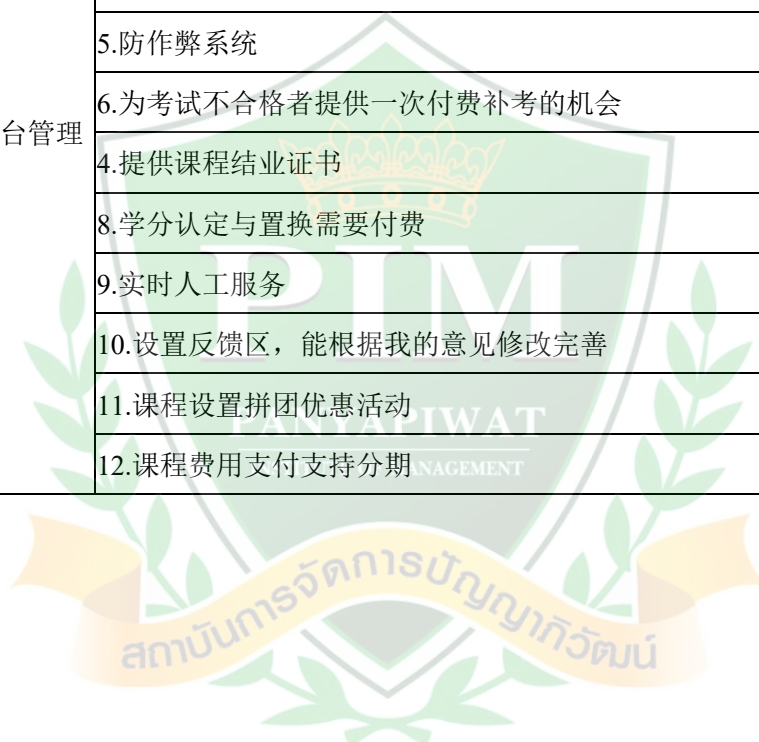 5.防作弊系统
6.为考试不合格者提供一次付费补考的机会
台管理
4.提供课程结业证书
8.学分认定与置换需要付费
9.实时人工服务
10.设置反馈区，能根据我的意见修改完善
11.课程设置拼团优惠活动
12.课程费用支付支持分期
PIM
PANYAPIWAT
MANAGEMENT
สถาบันการจัดการปัญญาภิวัฒน์